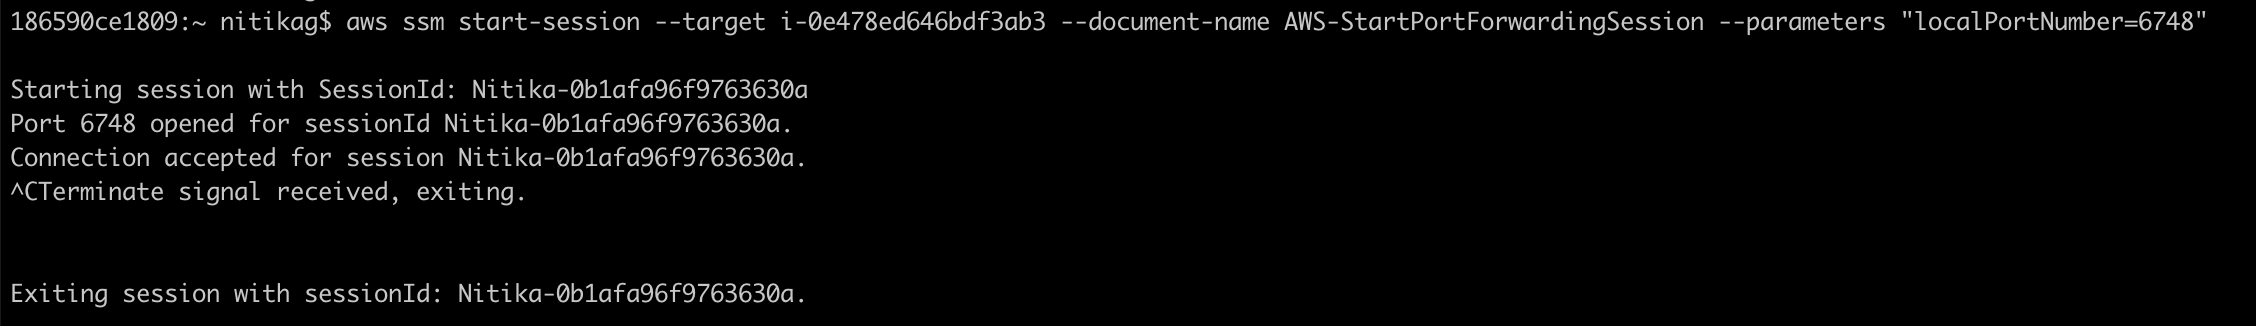 186590ce1809:~ nitikag$ aws ssm start-session --target i-0e478ed646bdf3ab3 --document-name AWS-StartPortForwardingSession --parameters "localPortNumber=6748"
Starting session with SessionId: Nitika-0b1afa96f9763630a
Port 6748 opened for sessionId Nitika-0b1afa96f9763630a.
Connection accepted for session Nitika-0b1afa96f9763630a.
^CTerminate signal received, exiting.
Exiting session with sessionId: Nitika-0b1afa96f9763630a.